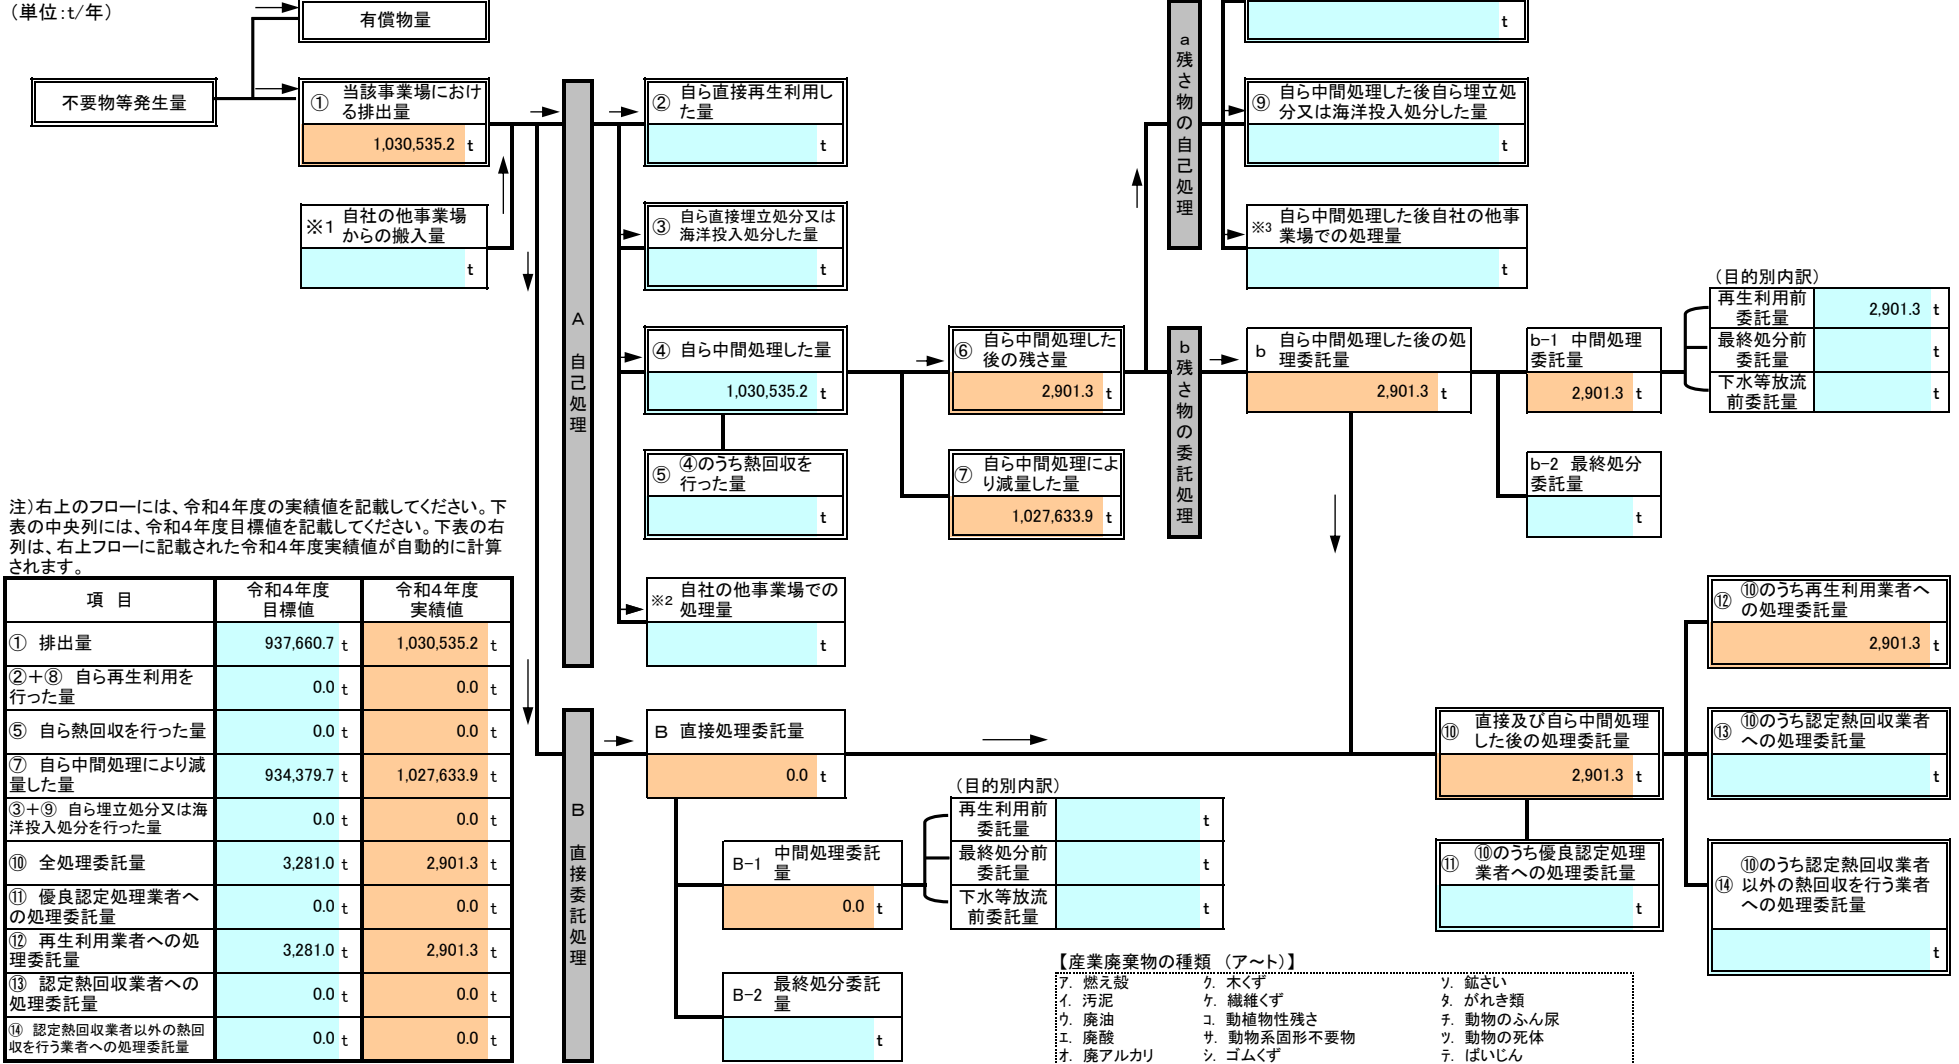 (単位:t/年)
有償物量
不要物等発生量
① 当該事業場におけ
る排出量
1,030,535.2 t
※1 自社の他事業場
からの搬入量
t
A 自己処理
② 自ら直接再生利用し
た量
t
③ 自ら直接埋立処分又は
海洋投入処分した量
t
④ 自ら中間処理した量
1,030,535.2 t
⑤ ④のうち熱回収を
行った量
t
※2 自社の他事業場での
処理量
t
⑥ 自ら中間処理した
後の残さ量
2,901.3 t
⑦ 自ら中間処理によ
り減量した量
1,027,633.9 t
a 残さ物の自己処理
t
⑨ 自ら中間処理した後自ら埋立処
分又は海洋投入処分した量
t
※3 自ら中間処理した後自社の他事
業場での処理量
t
b 残さ物の委託処理
b 自ら中間処理した後の処
理委託量
2,901.3 t
b-1 中間処理
委託量
2,901.3 t
b-2 最終処分
委託量
t
(目的別内訳)
再生利用前
委託量
2,901.3 t
最終処分前
委託量
t
下水等放流
前委託量
t
注)右上のフローには、令和4年度の実績値を記載してください。下
表の中央列には、令和4年度目標値を記載してください。下表の右
列は、右上フローに記載された令和4年度実績値が自動的に計算
されます。
項 目 令和4年度
目標値 令和4年度
実績値
① 排出量 937,660.7 t 1,030,535.2 t
②+⑧ 自ら再生利用を
行った量 0.0 t 0.0 t
⑤ 自ら熱回収を行った量 0.0 t 0.0 t
⑦ 自ら中間処理により減
量した量 934,379.7 t 1,027,633.9 t
③+⑨ 自ら埋立処分又は海
洋投入処分を行った量 0.0 t 0.0 t
⑩ 全処理委託量 3,281.0 t 2,901.3 t
⑪ 優良認定処理業者へ
の処理委託量 0.0 t 0.0 t
⑫ 再生利用業者への処
理委託量 3,281.0 t 2,901.3 t
⑬ 認定熱回収業者への
処理委託量 0.0 t 0.0 t
⑭ 認定熱回収業者以外の熱回
収を行う業者への処理委託量 0.0 t 0.0 t
B 直接委託処理
B 直接処理委託量
0.0 t
B-1 中間処理委託
量
0.0 t
B-2 最終処分委託
量
t
(目的別内訳)
再生利用前
委託量
t
最終処分前
委託量
t
下水等放流
前委託量
t
⑩ 直接及び自ら中間処理
した後の処理委託量
2,901.3 t
⑪ ⑩のうち優良認定処理
業者への処理委託量
t
⑫ ⑩のうち再生利用業者へ
の処理委託量
2,901.3 t
⑬ ⑩のうち認定熱回収業者
への処理委託量
t
⑭ ⑩のうち認定熱回収業者
以外の熱回収を行う業者
への処理委託量
t
【産業廃棄物の種類 (ア~ト)】
ア. 燃え殻 ク. 木くず ソ. 鉱さい
イ. 汚泥 ケ. 繊維くず タ. がれき類
ウ. 廃油 コ. 動植物性残さ チ. 動物のふん尿
エ. 廃酸 サ. 動物系固形不要物 ツ. 動物の死体
オ. 廃アルカリ シ. ゴムくず テ. ばいじん